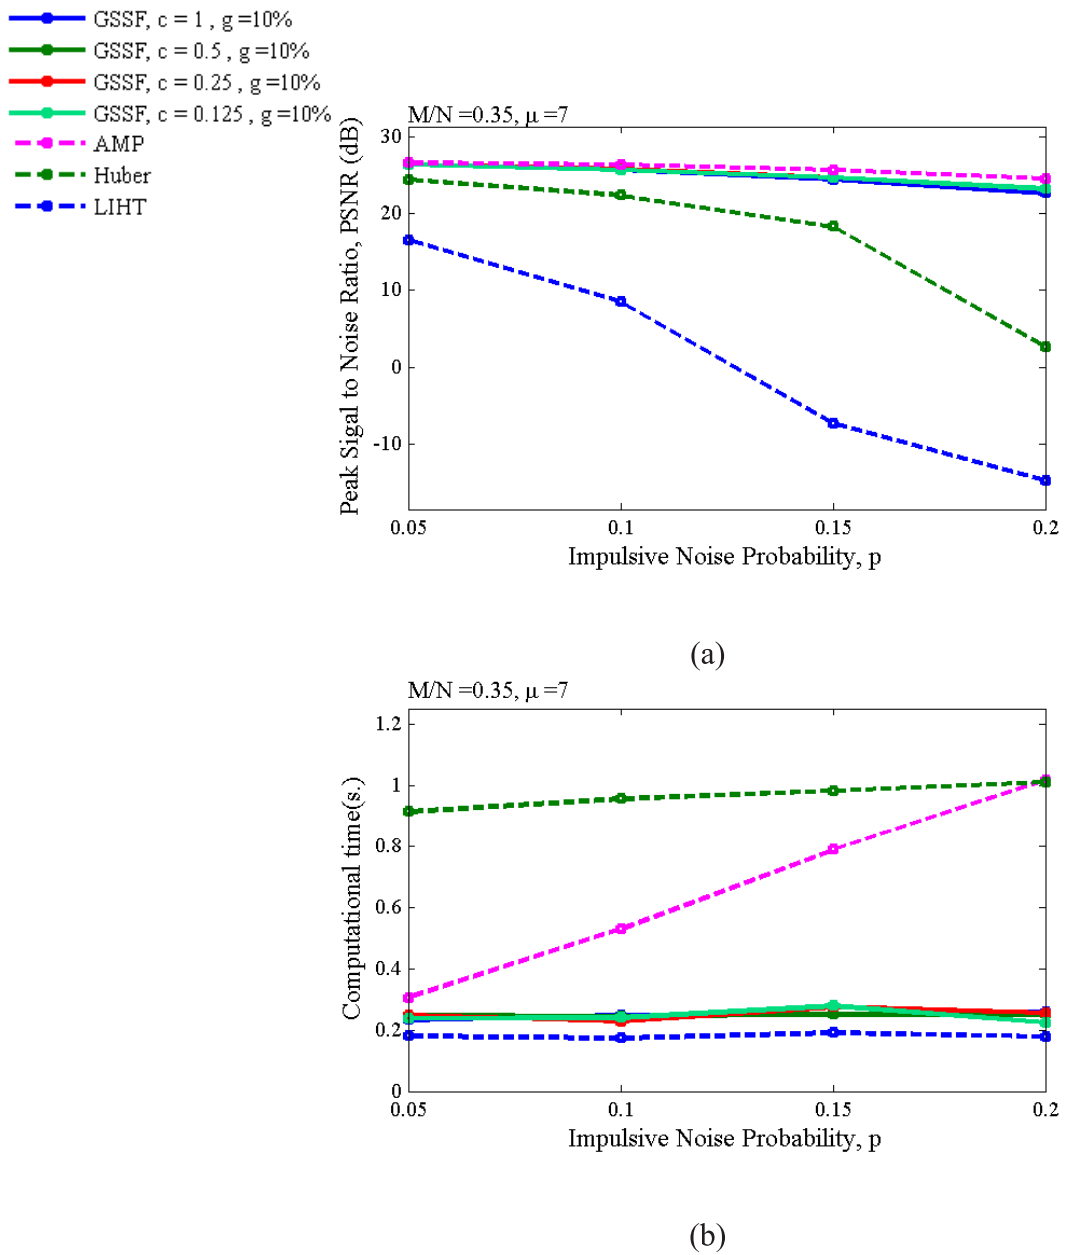 GSSF, c = 1 , g =10%
GSSF, c = 0.5 , g =10%
GSSF, c = 0.25 , g =10%
GSSF, c = 0.125 , g =10%
AMP
Huber
LIHT
M/N =0.35, μ =7
Peak Sigal to Noise Ratio, PSNR (dB)
30
20
10
0
-10
0.05 0.1 0.15 0.2
Impulsive Noise Probability, p
(a)
M/N =0.35, μ =7
Computational time(s.)
1.2
1
0.8
0.6
0.4
0.2
0
0.05 0.1 0.15 0.2
Impulsive Noise Probability, p
(b)